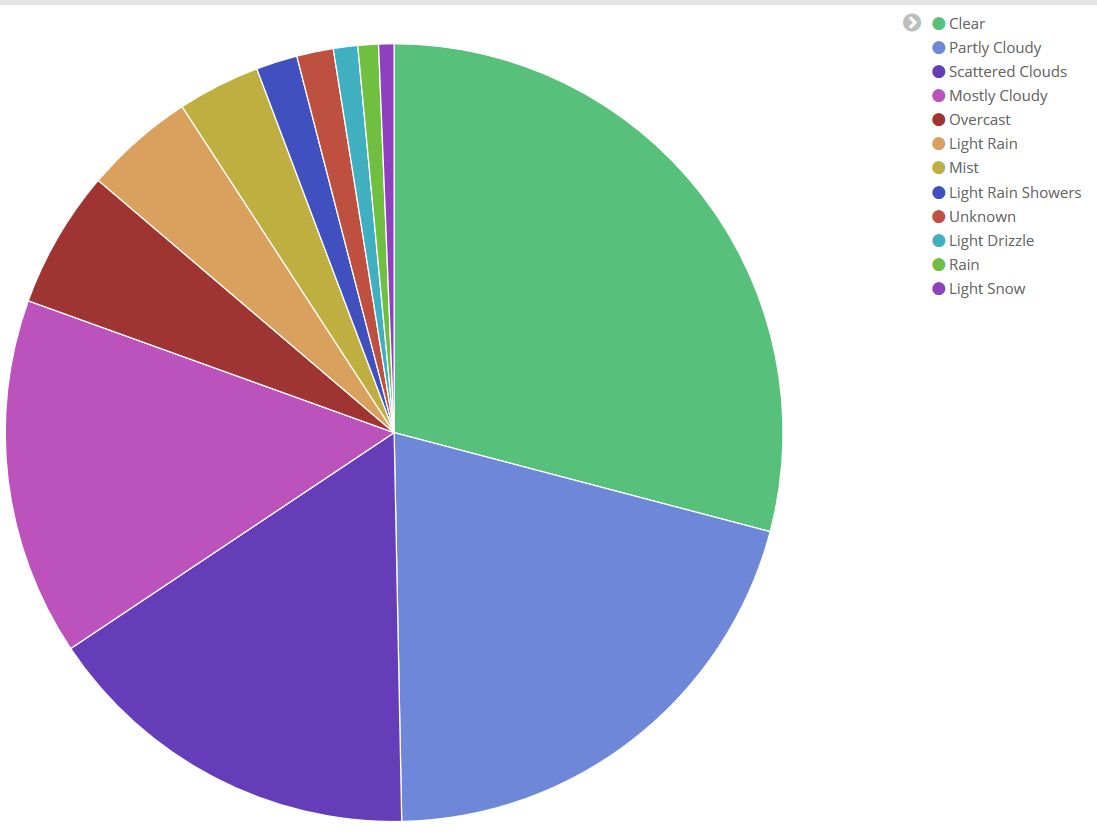 Clear
Partly Cloudy
Scattered Clouds
Mostly Cloudy
Overcast
Light Rain
Mist
Light Rain Showers
Unknown
Light Drizzle
Rain
Light Snow